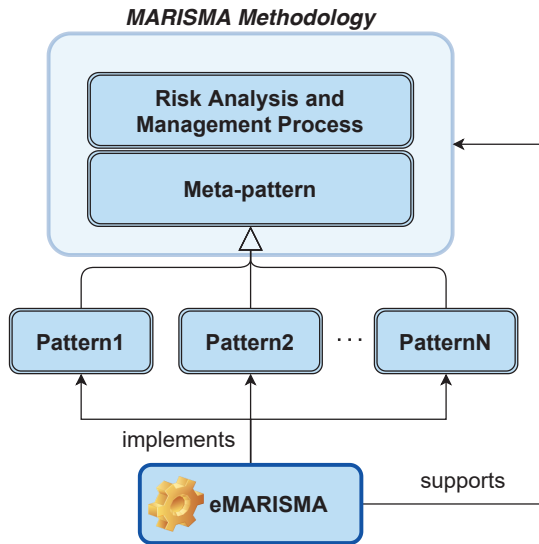 MARISMA Methodology
Risk Analysis and
Management Process
Meta-pattern
Pattern1
Pattern2
...
PatternN
implements
eMARISMA
supports